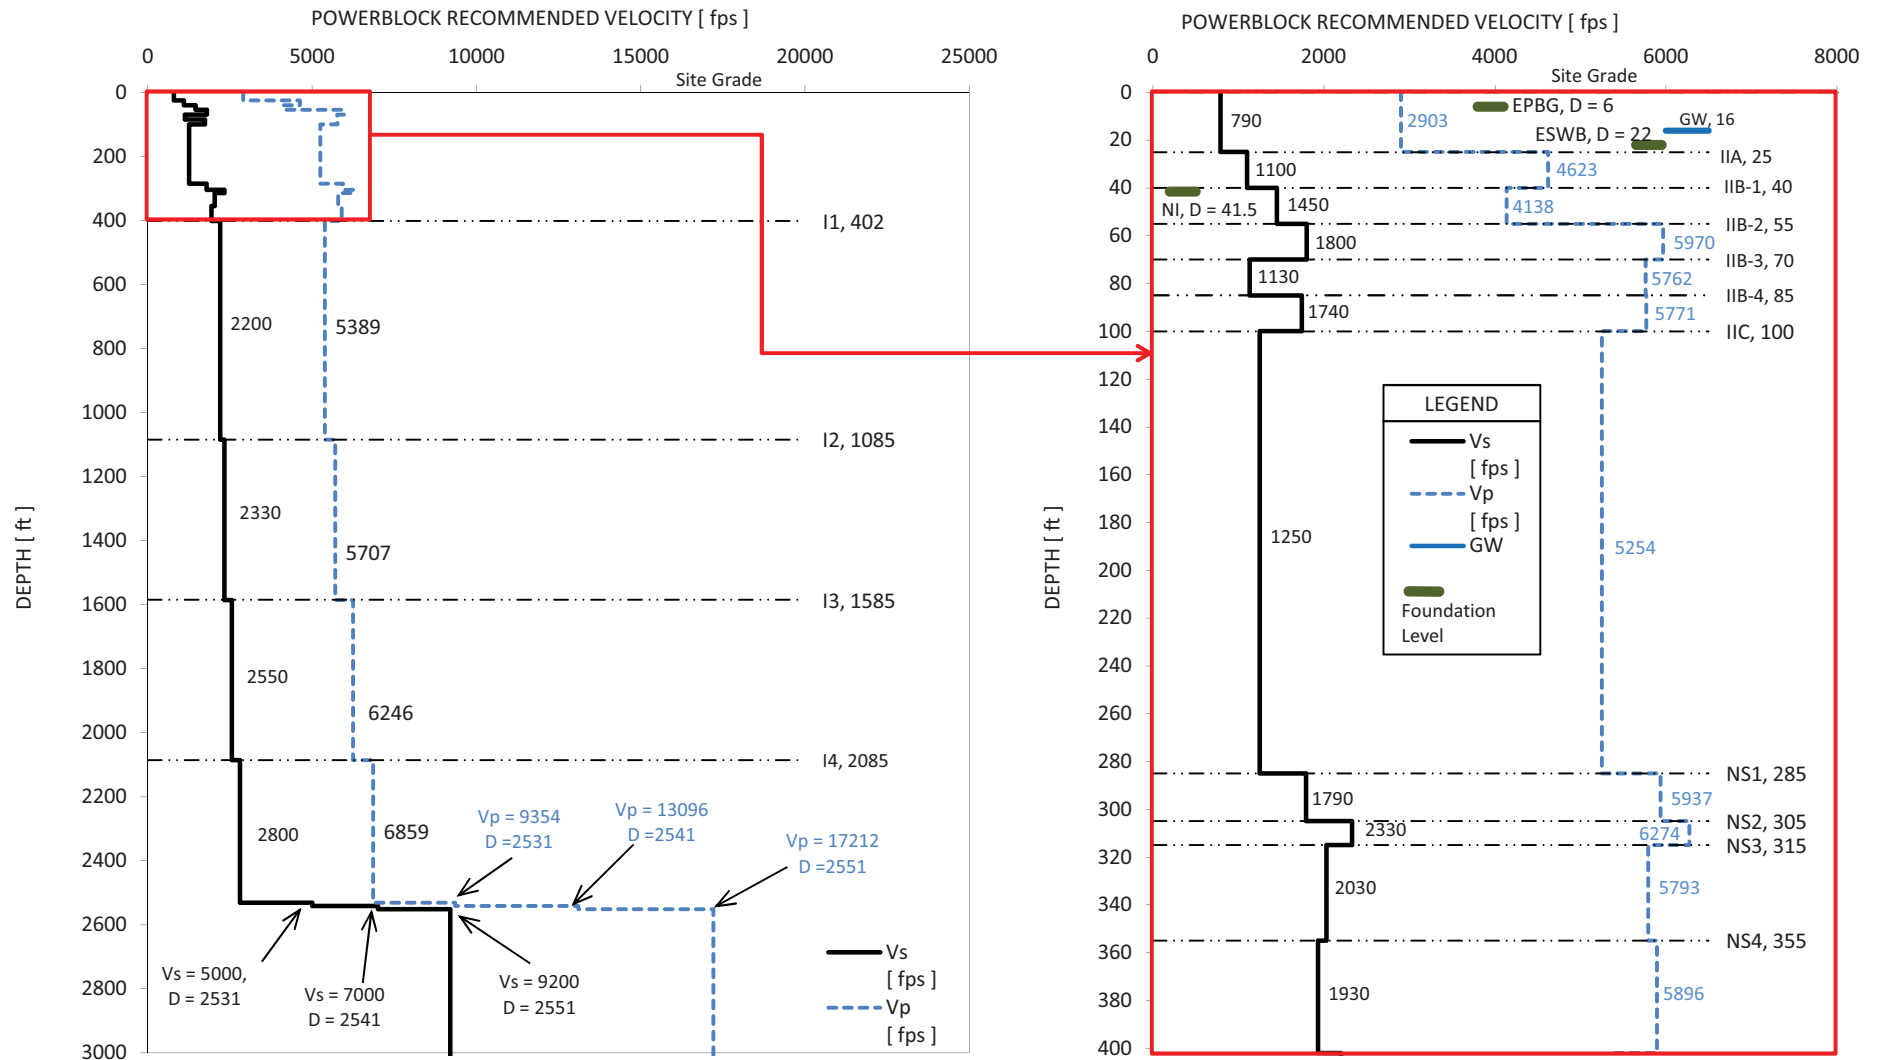 POWERBLOCK RECOMMENDED VELOCITY [ fps ]
0 5000 10000 15000 20000 25000
Site Grade
0
200
400
600
800
1000
1200
1400
1600
1800
2000
2200
2400
2600
2800
3000
DEPTH [ ft ]
I1, 402
2200 5389
I2, 1085
2330 5707
I3, 1585
2550 6246
I4, 2085
2800 6859
Vp = 9354
D =2531
Vp = 13096
D =2541
Vp = 17212
D =2551
Vs = 5000,
D = 2531
Vs = 7000
D = 2541
Vs = 9200
D = 2551
Vs
[ fps ]
Vp
[ fps ]
POWERBLOCK RECOMMENDED VELOCITY [ fps ]
0 2000 4000 6000 8000
Site Grade
0
20
40
60
80
100
120
140
160
180
200
220
240
260
280
300
320
340
360
380
400
DEPTH [ ft ]
EPBG, D = 6
GW, 16
790 2903
ESWB, D = 22
IIA, 25
1100 4623
IIB-1, 40
NI, D = 41.5
1450 4138
IIB-2, 55
1800 5970
IIB-3, 70
1130 5762
IIB-4, 85
1740 5771
IIC, 100
LEGEND
Vs
[ fps ]
Vp
[ fps ]
GW
Foundation
Level
1250 5254
NS1, 285
1790 5937
NS2, 305
2330 6274
NS3, 315
2030 5793
NS4, 355
1930 5896